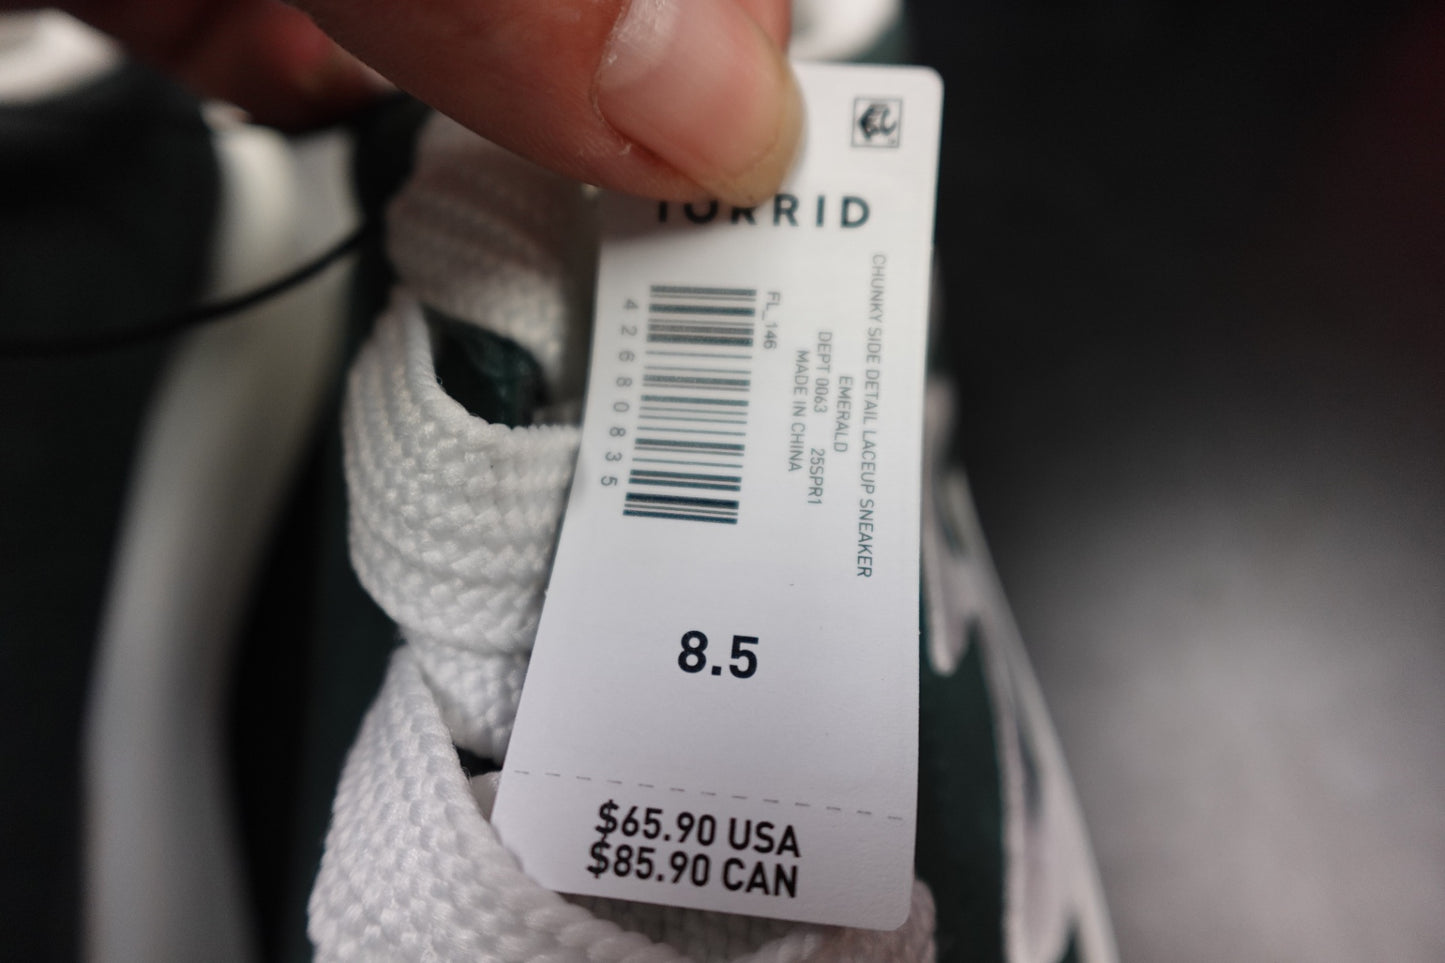 TORRID
CHUNKY SIDE DETAIL LACEUP SNEAKER
EMERALD
DEPT 0063 25SPR1
MADE IN CHINA
FL_146
42680835
8.5
$65.90 USA
$85.90 CAN